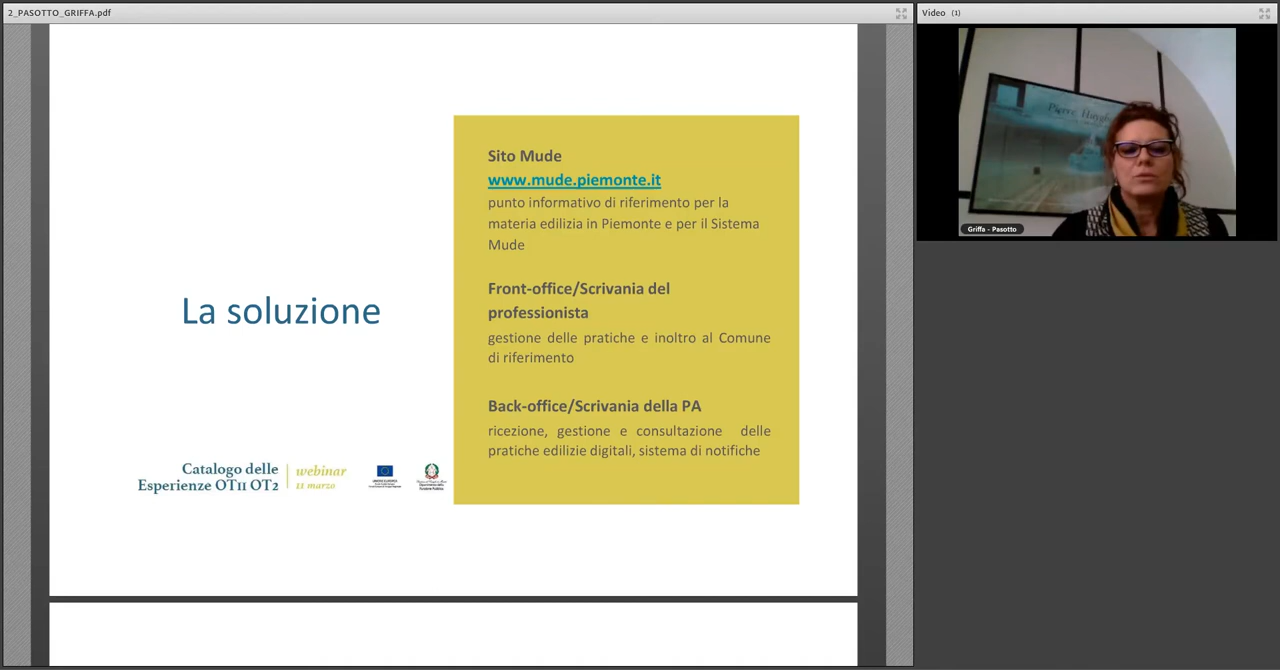 2_PASOTTO_GRIFFA.pdf
Video (1)
Sito Mude
www.mude.piemonte.it
punto informativo di riferimento per la
materia edilizia in Piemonte e per il Sistema
Mude
Front-office/Scrivania del
professionista
gestione delle pratiche e inoltro al Comune
di riferimento
Back-office/Scrivania della PA
ricezione, gestione e consultazione delle
pratiche edilizie digitali, sistema di notifiche
La soluzione
Catalogo delle
Esperienze OT11 OT2
webinar
11 marzo
UNIONE EUROPEA
Pierre
Griffa - Pasotto